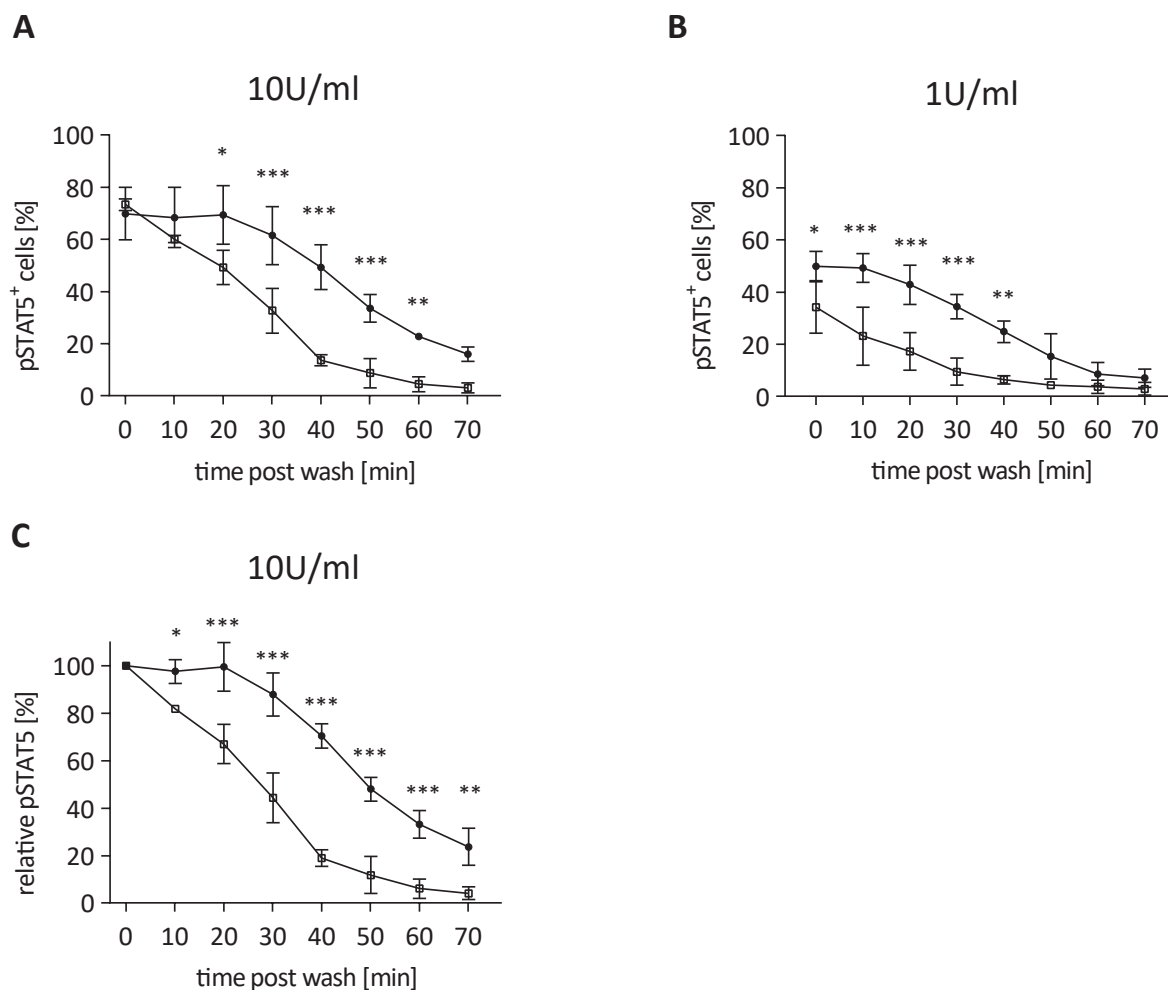 A
10U/ml
pSTAT5+ cells [%]
100
80
60
40
20
0
* *** *** *** **
0 10 20 30 40 50 60 70
time post wash [min]
B
1U/ml
pSTAT5+ cells [%]
100
80
60
40
20
0
* *** *** *** **
0 10 20 30 40 50 60 70
time post wash [min]
C
10U/ml
relative pSTAT5 [%]
100
80
60
40
20
0
* *** *** *** *** *** **
0 10 20 30 40 50 60 70
time post wash [min]